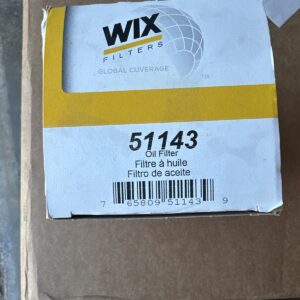 WIX
FILTERS
GLOBAL COVERAGE
51143
Oil Filter
Filtre à huile
Filtro de aceite
7 65809 51143 9